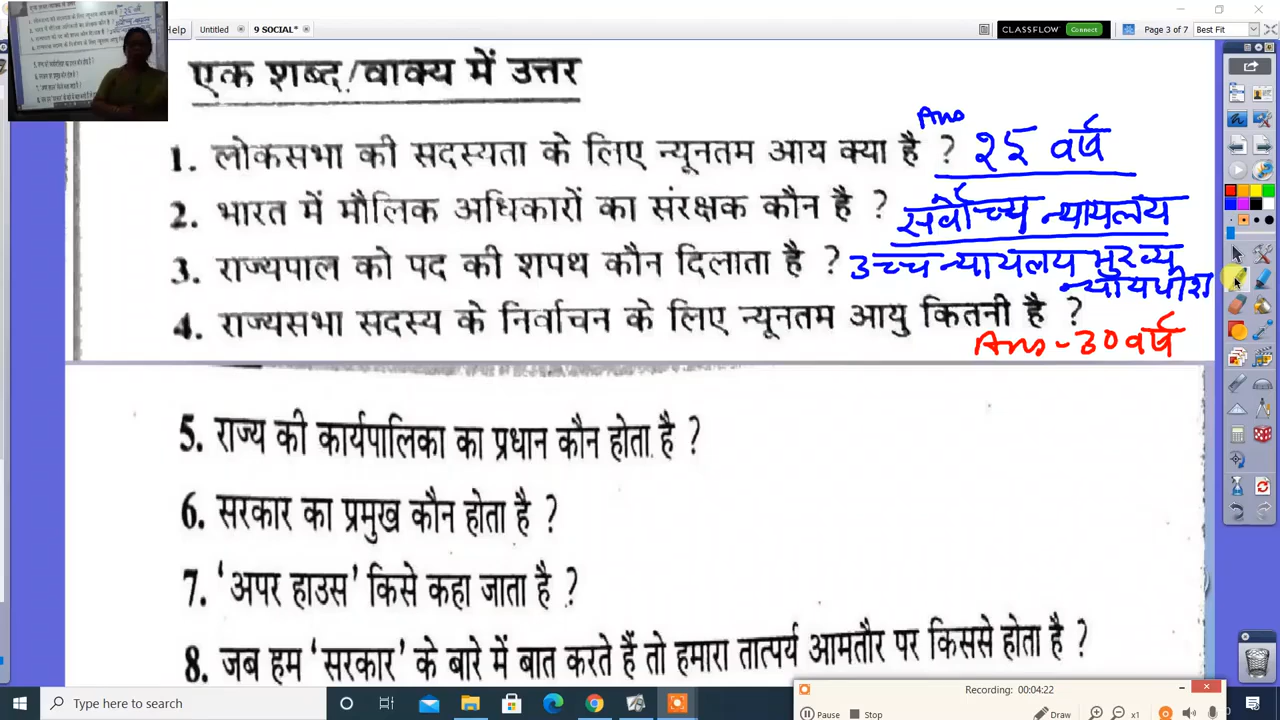 Help
Untitled
9 SOCIAL*
CLASSFLOW Connect
Page 3 of 7
Best Fit
एक शब्द/वाक्य में उत्तर
Ans
1. लोकसभा की सदस्यता के लिए न्यूनतम आय क्या है ? २५ वर्ष
2. भारत में मौलिक अधिकारों का संरक्षक कौन है ? सर्वोच्च न्यायलय
3. राज्यपाल को पद की शपथ कौन दिलाता है ? उच्च न्यायलय मुख्य
4. राज्यसभा सदस्य के निर्वाचन के लिए न्यूनतम आयु कितनी है ?
Ans - 30 वर्ष
5. राज्य की कार्यपालिका का प्रधान कौन होता है ?
6. सरकार का प्रमुख कौन होता है ?
7. 'अपर हाउस' किसे कहा जाता है ?
8. जब हम 'सरकार' के बारे में बात करते हैं तो हमारा तात्पर्य आमतौर पर किससे होता है ?
Recording: 00:04:22
Type here to search
Pause
Stop
Draw
x1